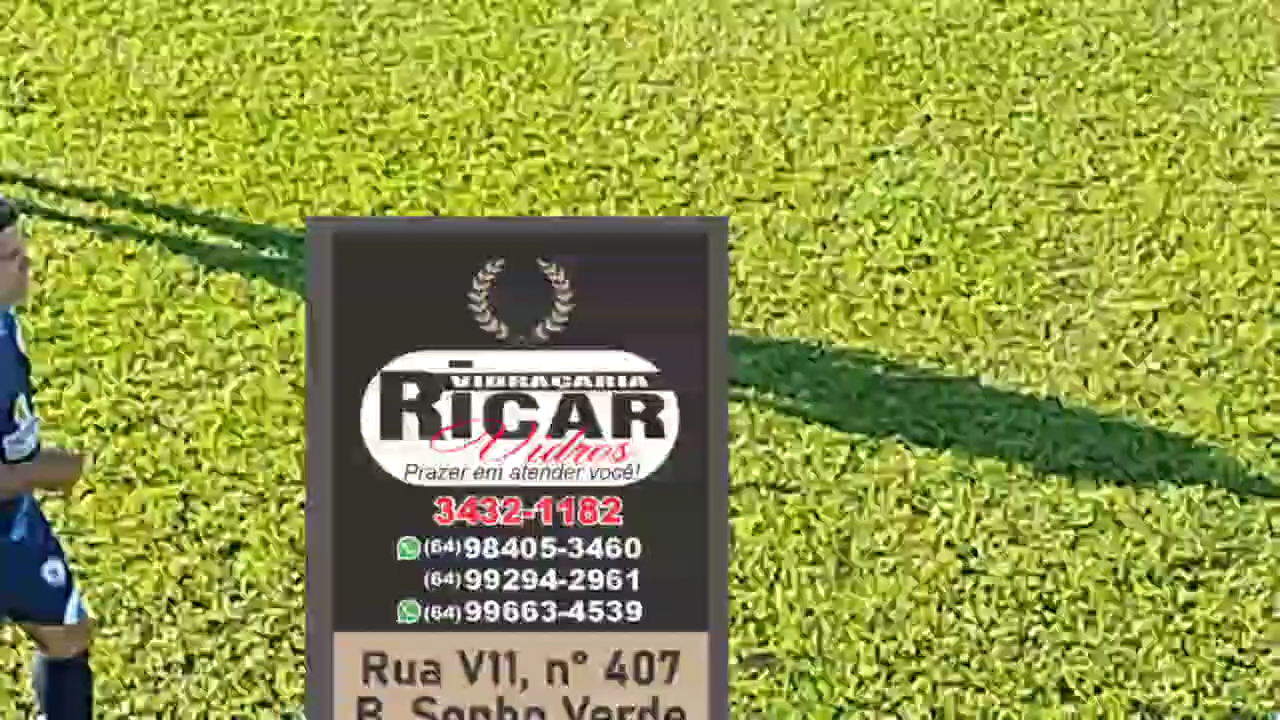 VIDRAÇARIA
RiCAR
Vidros
Prazer em atender você!
3432-1182
(64) 98405-3460
(64) 99294-2961
(64) 99663-4539
Rua V11, n° 407
B. Sonho Verde